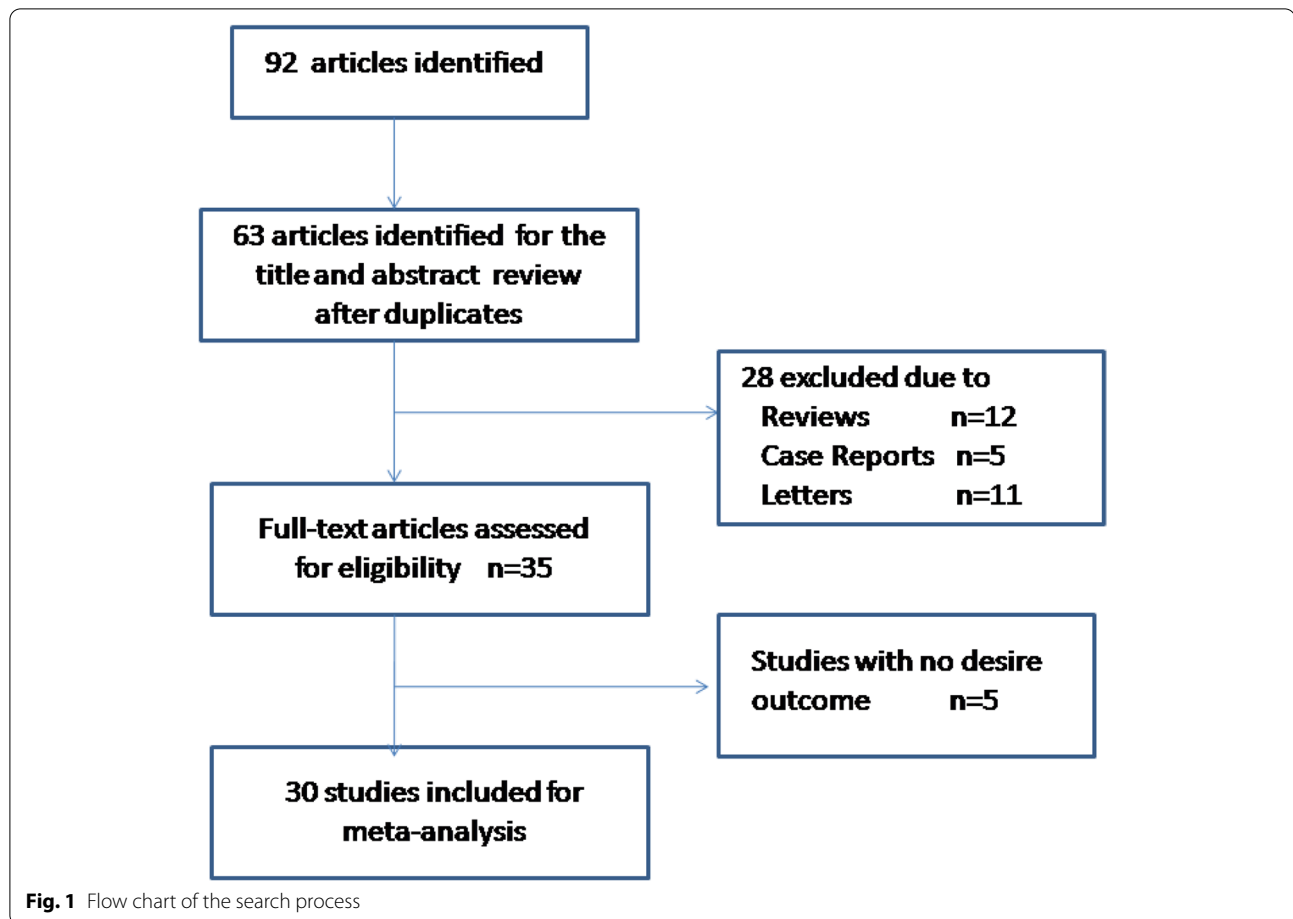 92 articles identified
63 articles identified for the
title and abstract review
after duplicates
28 excluded due to
Reviews n=12
Case Reports n=5
Letters n=11
Full-text articles assessed
for eligibility n=35
Studies with no desire
outcome n=5
30 studies included for
meta-analysis
Fig. 1 Flow chart of the search process